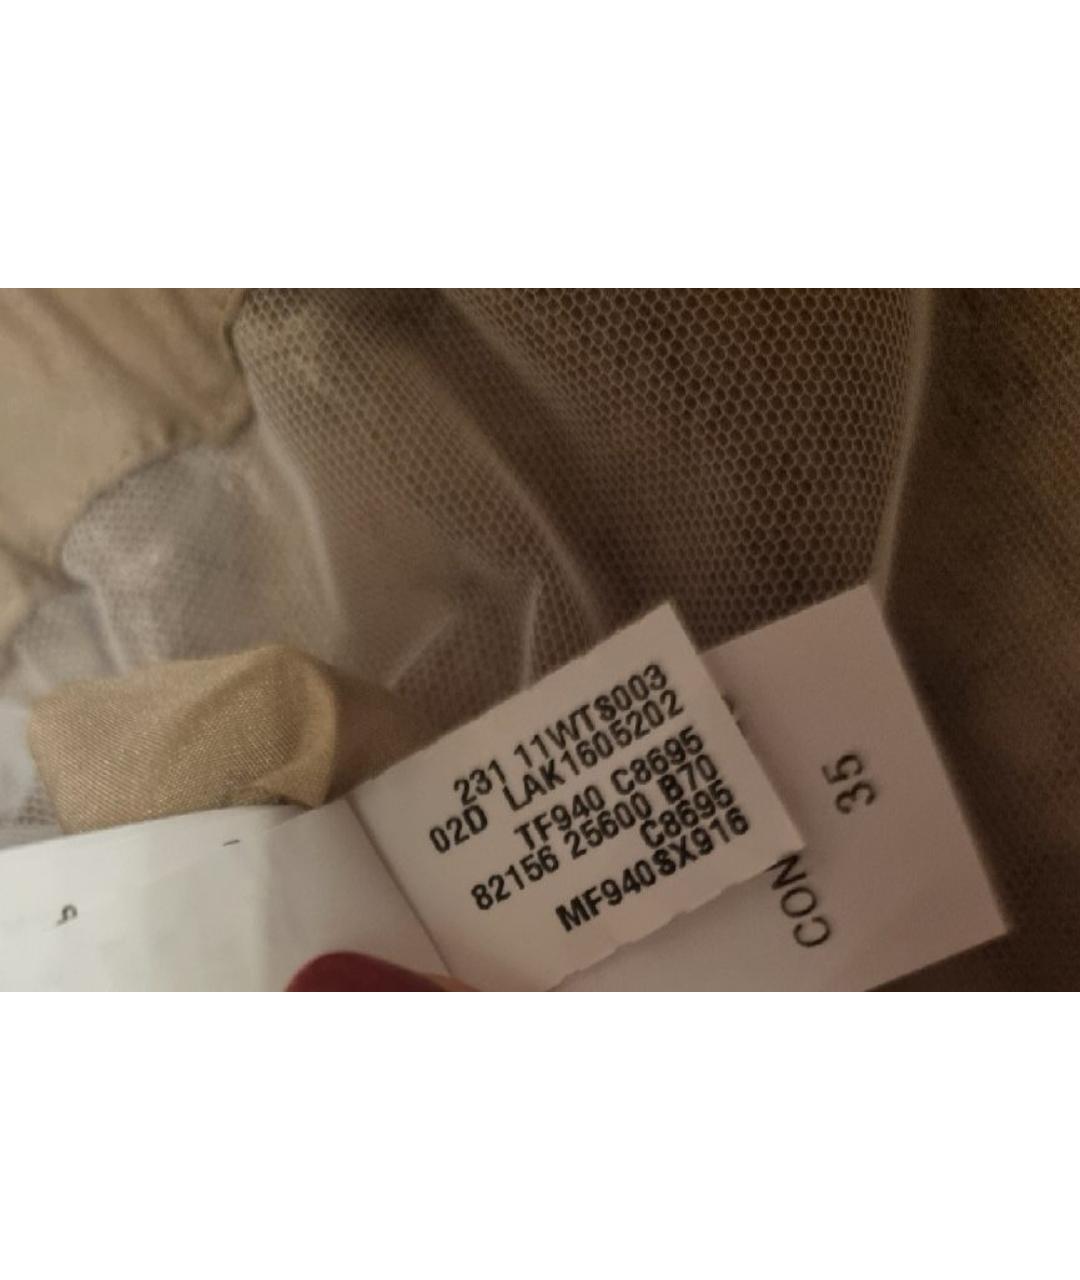 231 11WTS003
02D LAK1605202
TF940 C8695
82156 25600 B70
C8695
MF940SX916
35
CON